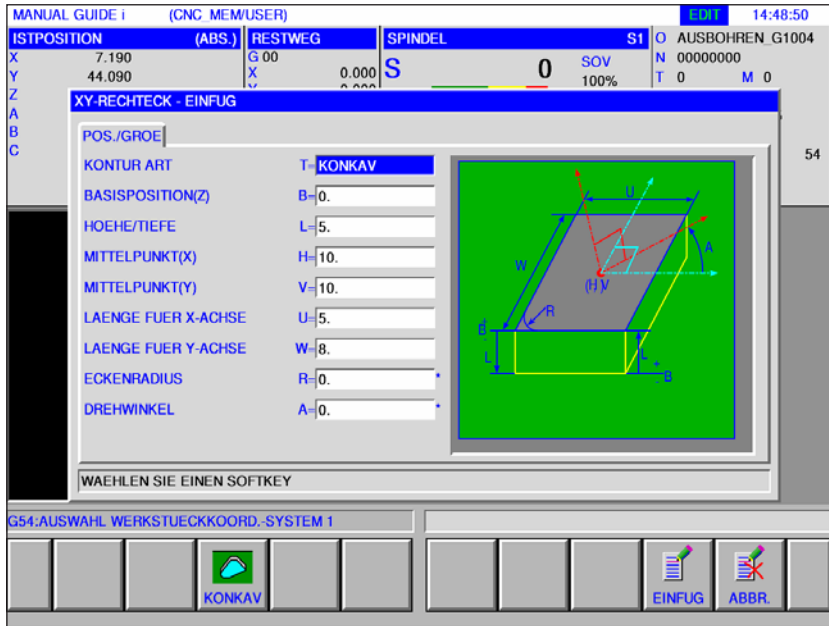 MANUAL GUIDE i (CNC_MEM/USER) EDIT 14:48:50
ISTPOSITION (ABS.) RESTWEG SPINDEL S1 O AUSBOHREN_G1004
X 7.190 G 00 S 0 SOV N 00000000
Y 44.090 X 0.000 100% T 0 M 0
Z
A
B
C 54
XY-RECHTECK - EINFUG
POS./GROE
KONTUR ART T=KONKAV
BASISPOSITION(Z) B=0.
HOEHE/TIEFE L=5.
MITTELPUNKT(X) H=10.
MITTELPUNKT(Y) V=10.
LAENGE FUER X-ACHSE U=5.
LAENGE FUER Y-ACHSE W=8.
ECKENRADIUS R=0. *
DREHWINKEL A=0. *
U
W
A
(H,)V
R
B + -
L
L
+
- B
WAEHLEN SIE EINEN SOFTKEY
G54:AUSWAHL WERKSTUECKKOORD.-SYSTEM 1
KONKAV EINFUG ABBR.